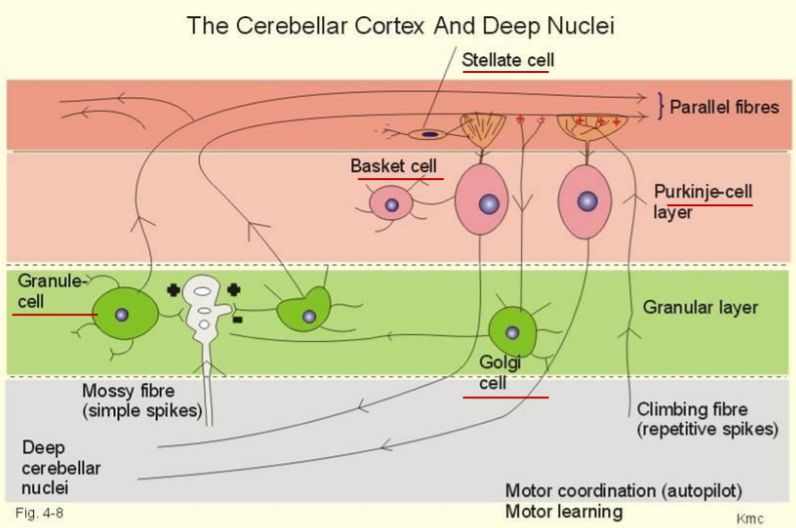 The Cerebellar Cortex And Deep Nuclei
Stellate cell
Parallel fibres
Basket cell
Purkinje-cell
layer
Granule-
cell
Granular layer
Golgi
cell
Mossy fibre
(simple spikes)
Climbing fibre
(repetitive spikes)
Deep
cerebellar
nuclei
Motor coordination (autopilot)
Motor learning
Fig. 4-8
Kmc